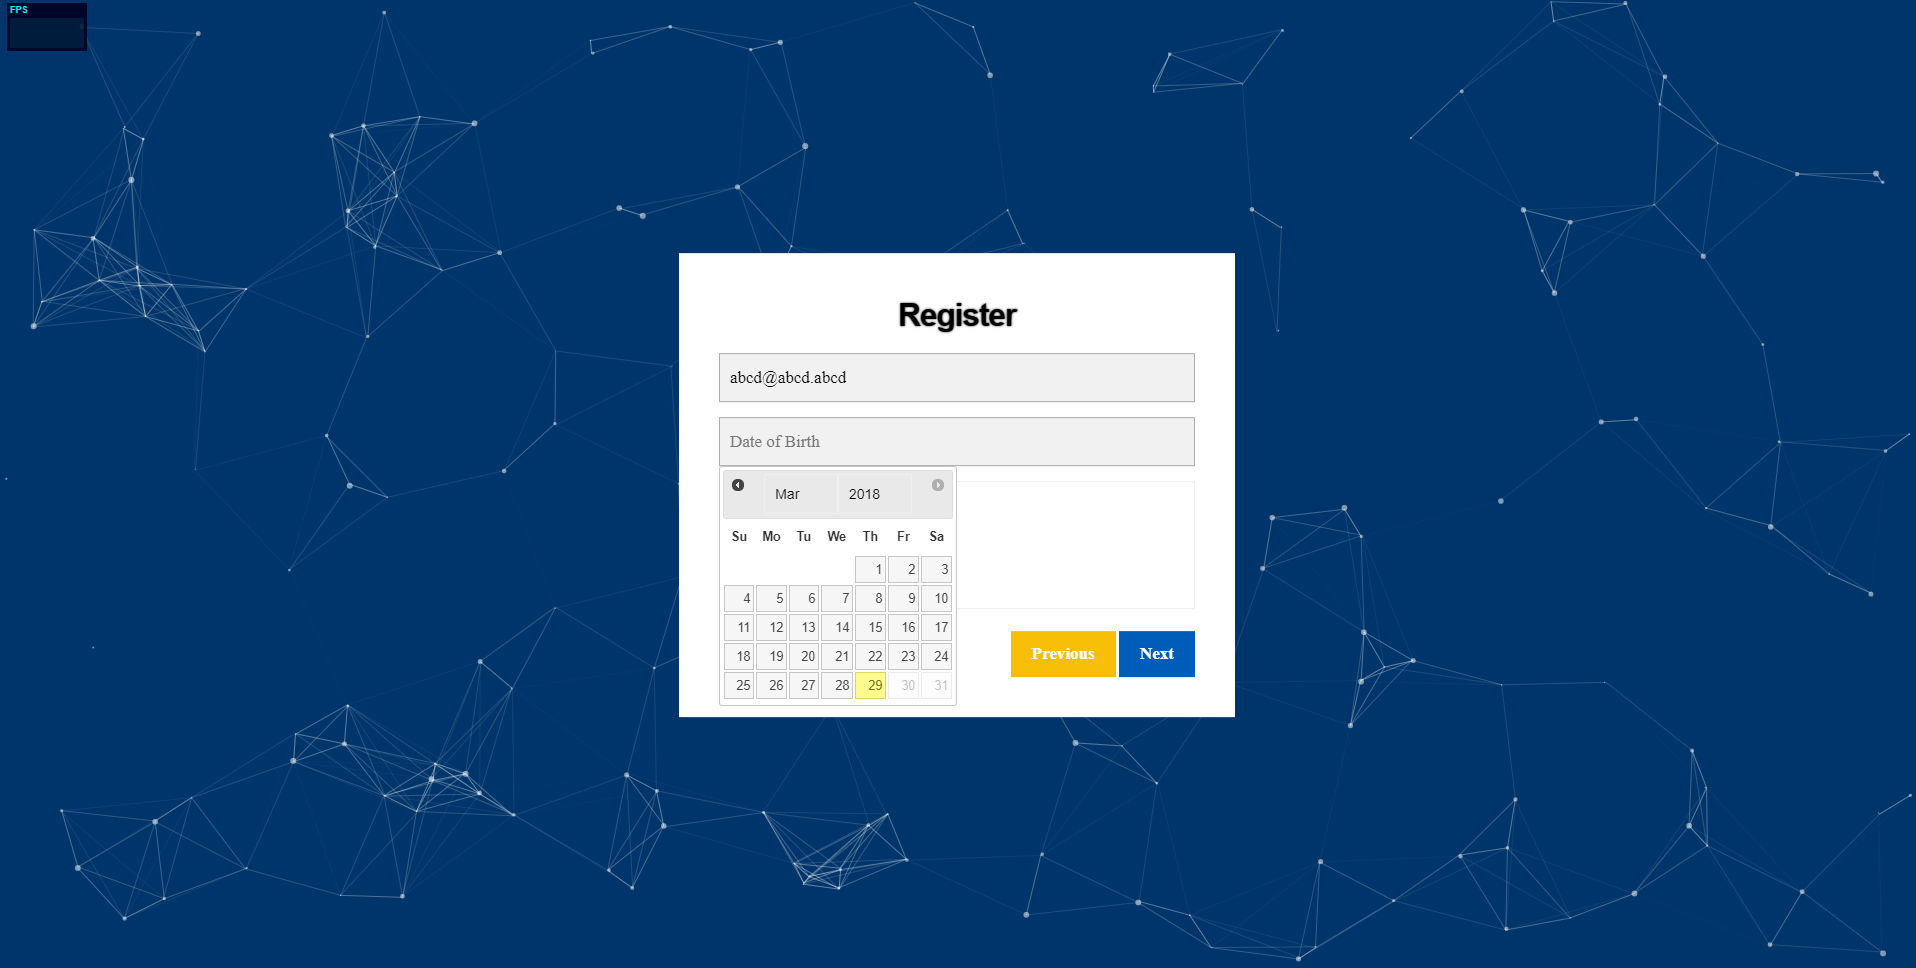 FPS
Register
abcd@abcd.abcd
Date of Birth
Mar 2018
Su Mo Tu We Th Fr Sa
1 2 3
4 5 6 7 8 9 10
11 12 13 14 15 16 17
18 19 20 21 22 23 24
25 26 27 28 29 30 31
Previous Next